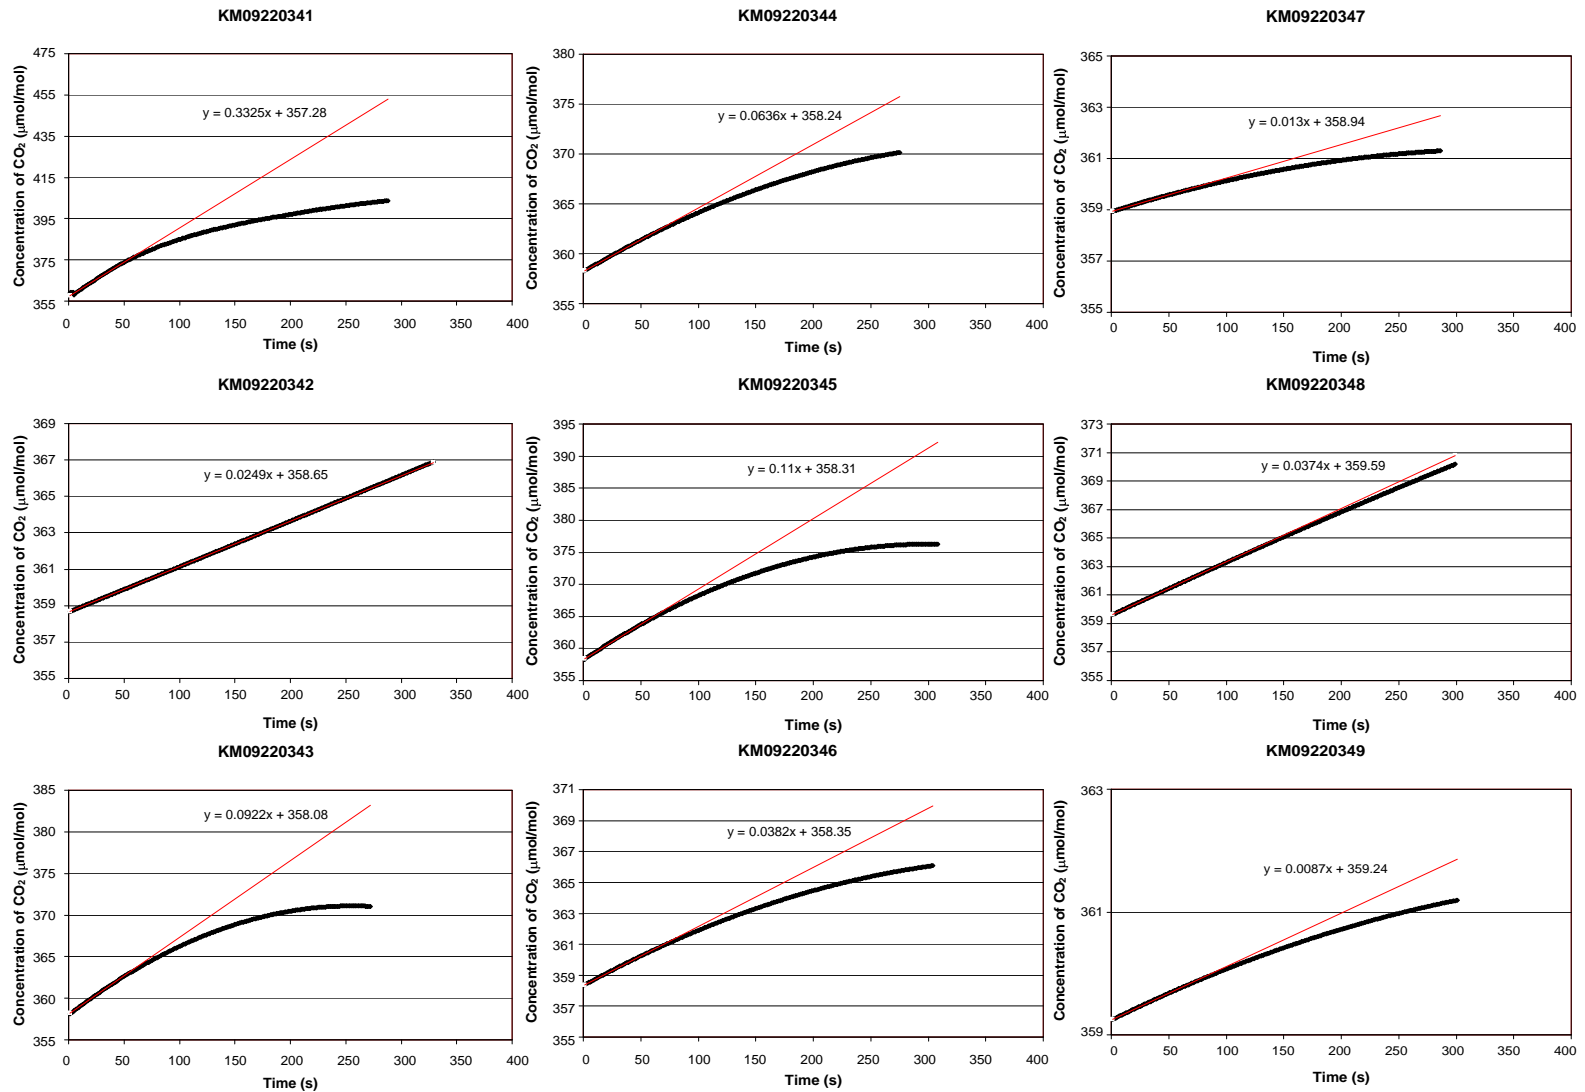 KM09220341
Concentration of CO₂ (μmol/mol)
475
455
435
415
395
375
355
y = 0.3325x + 357.28
0 50 100 150 200 250 300 350 400
Time (s)
KM09220344
Concentration of CO₂ (μmol/mol)
380
375
370
365
360
355
y = 0.0636x + 358.24
0 50 100 150 200 250 300 350 400
Time (s)
KM09220347
Concentration of CO₂ (μmol/mol)
365
363
361
359
357
355
y = 0.013x + 358.94
0 50 100 150 200 250 300 350 400
Time (s)
KM09220342
Concentration of CO₂ (μmol/mol)
369
367
365
363
361
359
357
355
y = 0.0249x + 358.65
0 50 100 150 200 250 300 350 400
Time (s)
KM09220345
Concentration of CO₂ (μmol/mol)
395
390
385
380
375
370
365
360
355
y = 0.11x + 358.31
0 50 100 150 200 250 300 350 400
Time (s)
KM09220348
Concentration of CO₂ (μmol/mol)
373
371
369
367
365
363
361
359
357
355
y = 0.0374x + 359.59
0 50 100 150 200 250 300 350 400
Time (s)
KM09220343
Concentration of CO₂ (μmol/mol)
385
380
375
370
365
360
355
y = 0.0922x + 358.08
0 50 100 150 200 250 300 350 400
Time (s)
KM09220346
Concentration of CO₂ (μmol/mol)
371
369
367
365
363
361
359
357
355
y = 0.0382x + 358.35
0 50 100 150 200 250 300 350 400
Time (s)
KM09220349
Concentration of CO₂ (μmol/mol)
363
361
359
y = 0.0087x + 359.24
0 50 100 150 200 250 300 350 400
Time (s)